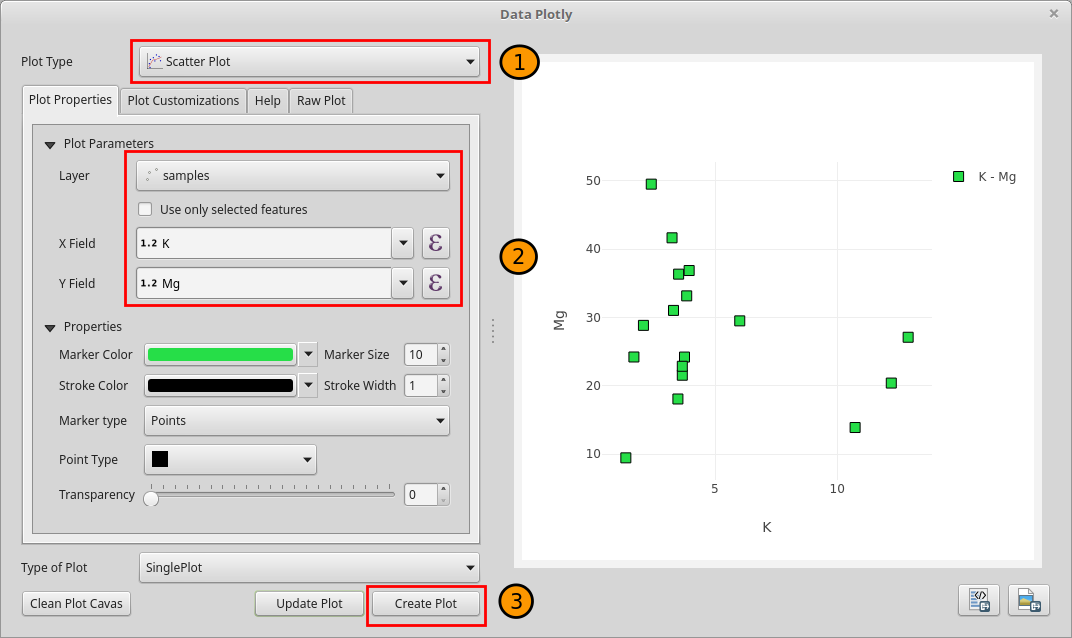 Data Plotly
Plot Type
Scatter Plot
1
Plot Properties
Plot Customizations
Help
Raw Plot
Plot Parameters
Layer
samples
Use only selected features
X Field
1.2 K
ε
Y Field
1.2 Mg
ε
2
Properties
Marker Color
Marker Size
10
Stroke Color
Stroke Width
1
Marker type
Points
Point Type
Transparency
0
Type of Plot
SinglePlot
Clean Plot Cavas
Update Plot
Create Plot
3
K - Mg
50
40
30
20
10
Mg
5
10
K
</>